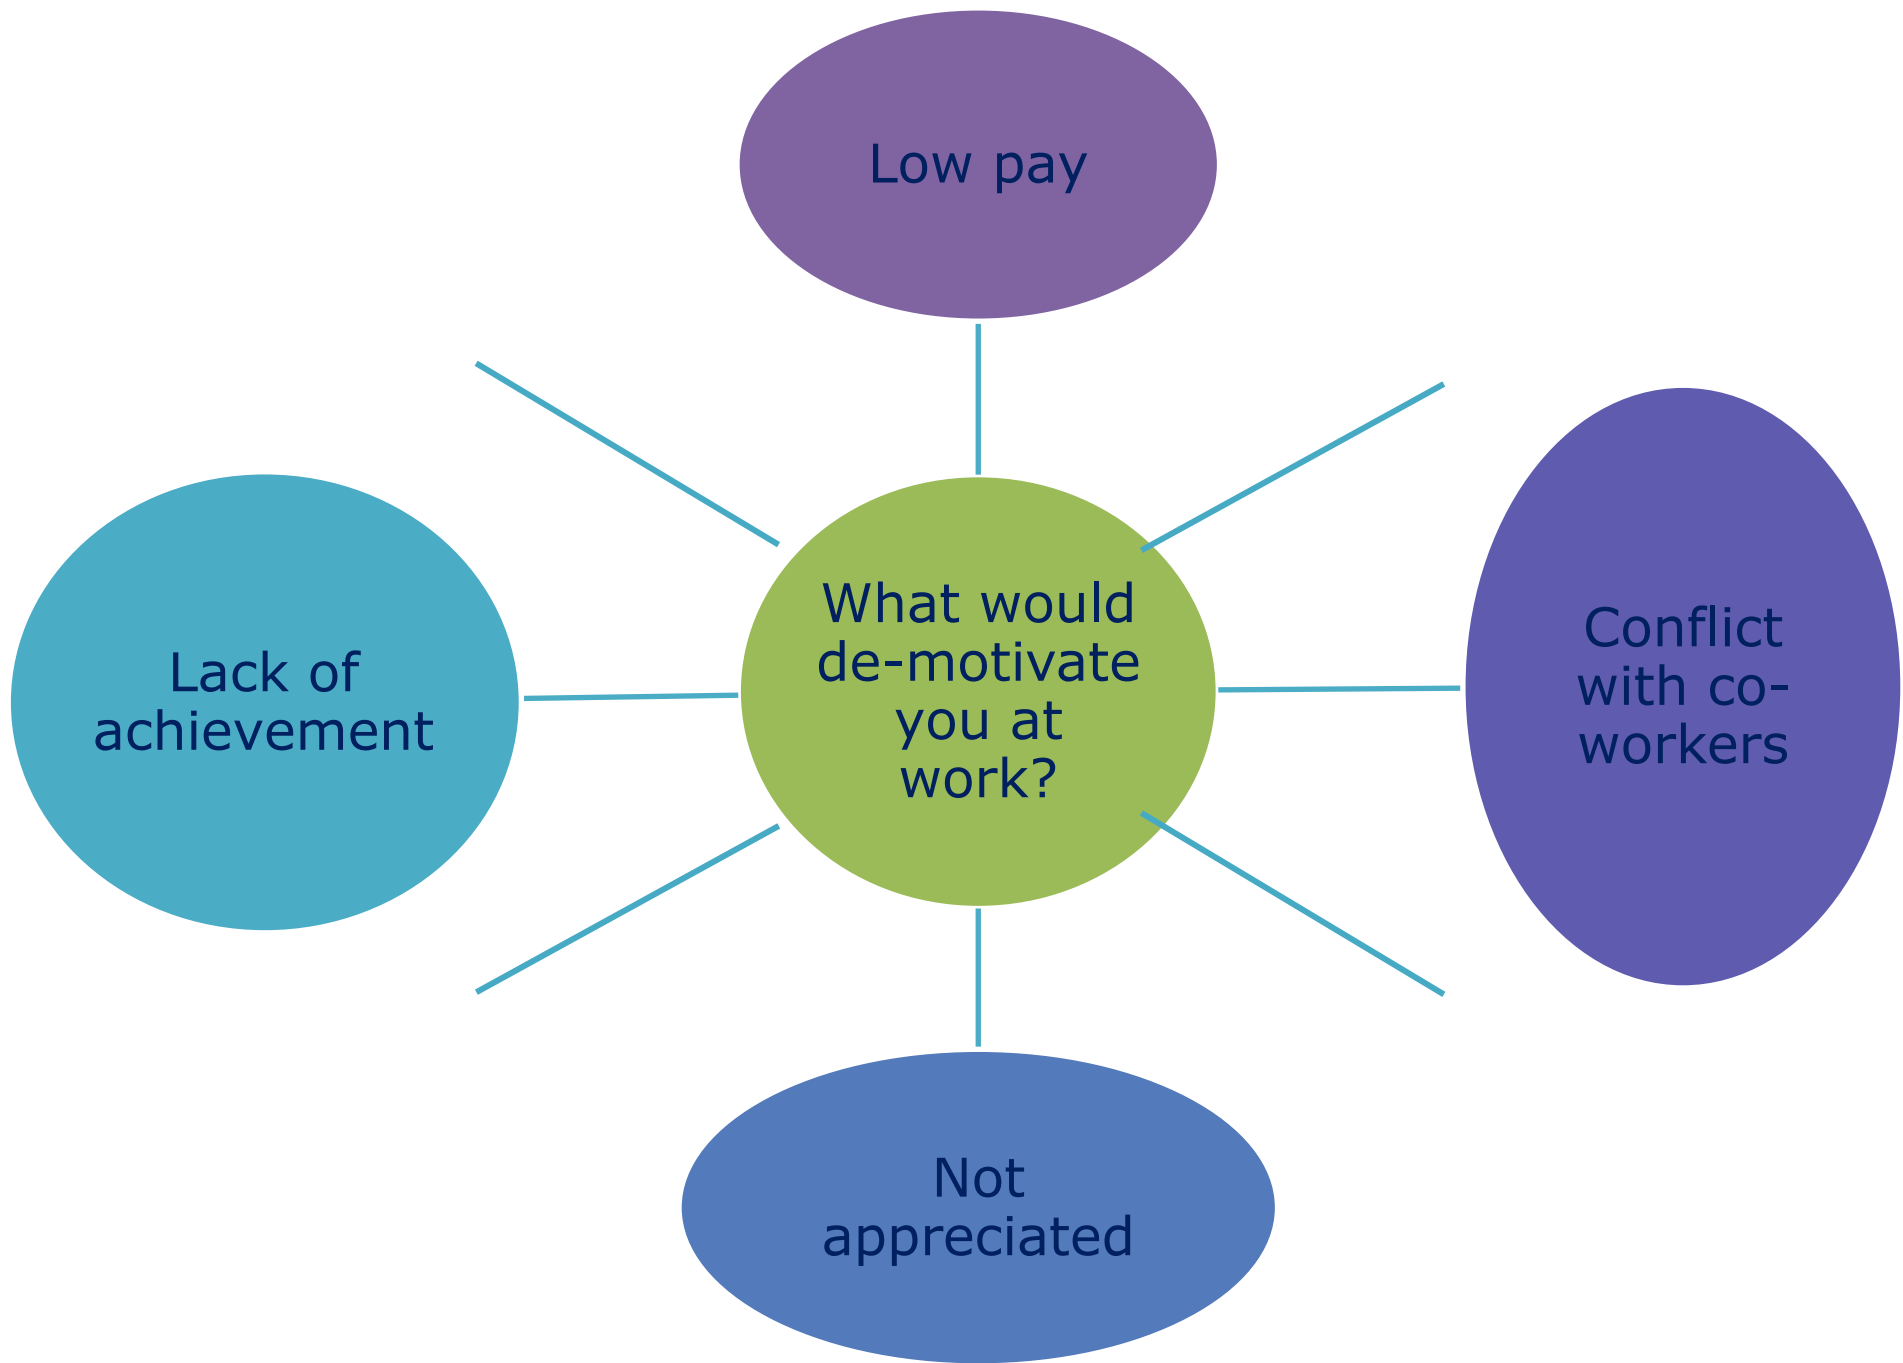 Low pay
What would
de-motivate
you at
work?
Lack of
achievement
Conflict
with co-
workers
Not
appreciated